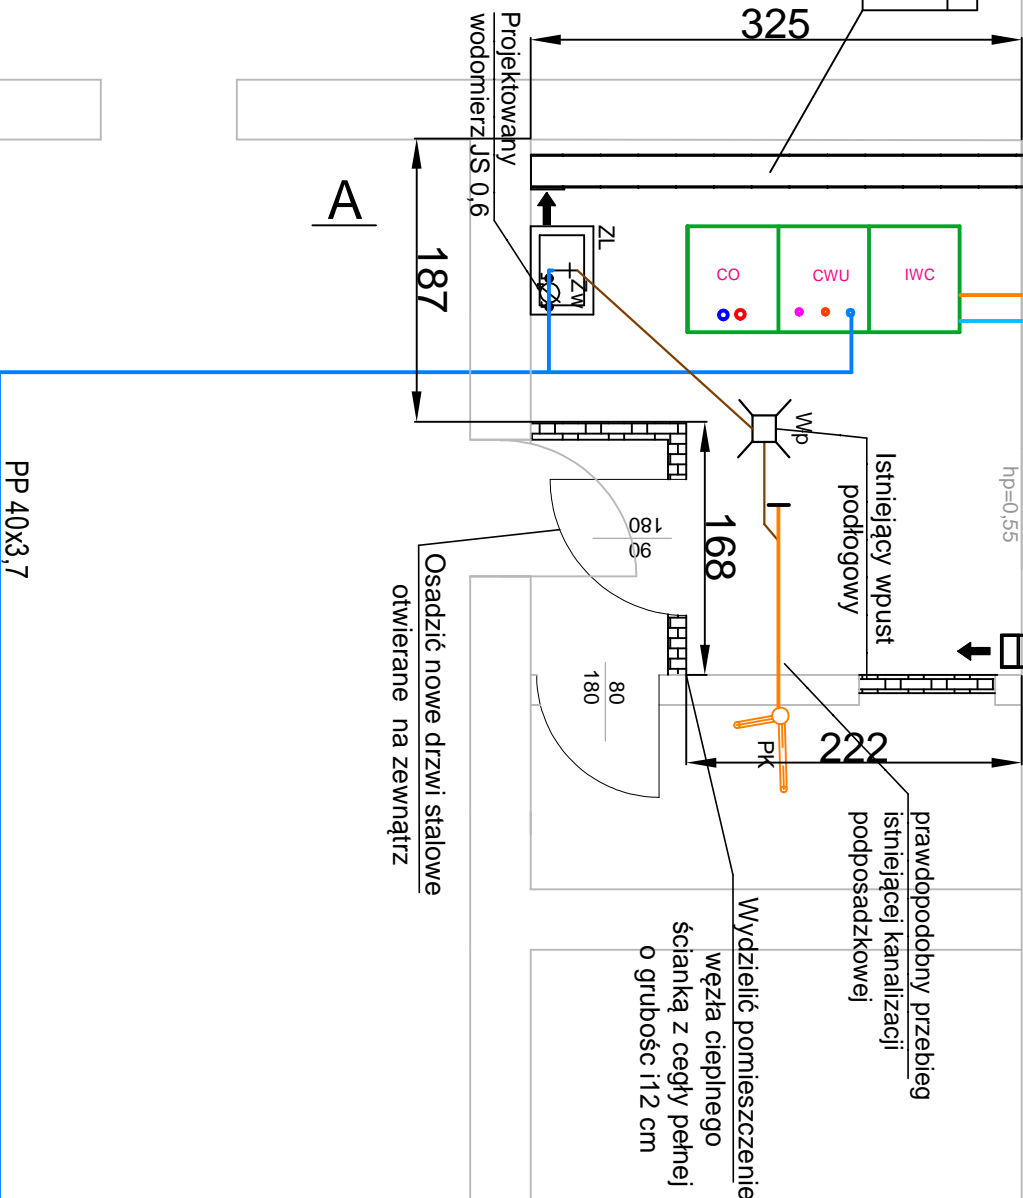 325
Projektowany
wodomierz JS 0,6
A
187
ZL
Zw
CO
CWU
IWC
Wp
Istniejący wpust
podłogowy
hp=0,55
168
90
180
80
180
PP 40x3,7
Osadzić nowe drzwi stalowe
otwierane na zewnątrz
222
PK
prawdopodobny przebieg
istniejącej kanalizacji
podposadzkowej
Wydzielić pomieszczenie
węzła cieplnego
ścianką z cegły pełnej
o grubośc i12 cm